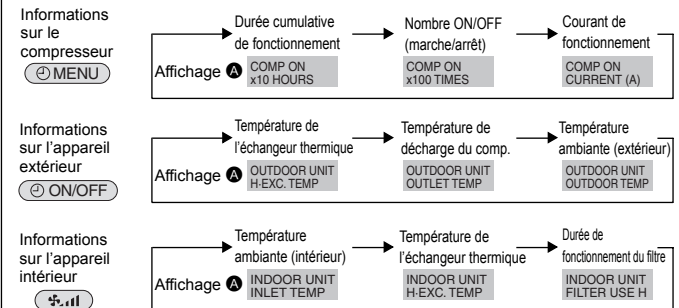 Informations
sur le
compresseur
MENU
Affichage A
Durée cumulative
de fonctionnement
COMP ON
x10 HOURS
Nombre ON/OFF
(marche/arrêt)
COMP ON
x100 TIMES
Courant de
fonctionnement
COMP ON
CURRENT (A)
Informations
sur l'appareil
extérieur
ON/OFF
Affichage A
Température de
l'échangeur thermique
OUTDOOR UNIT
H·EXC. TEMP
Température de
décharge du comp.
OUTDOOR UNIT
OUTLET TEMP
Température
ambiante (extérieur)
OUTDOOR UNIT
OUTDOOR TEMP
Informations
sur l'appareil
intérieur
Affichage A
Température
ambiante (intérieur)
INDOOR UNIT
INLET TEMP
Température de
l'échangeur thermique
INDOOR UNIT
H·EXC. TEMP
Durée de
fonctionnement du filtre
INDOOR UNIT
FILTER USE H